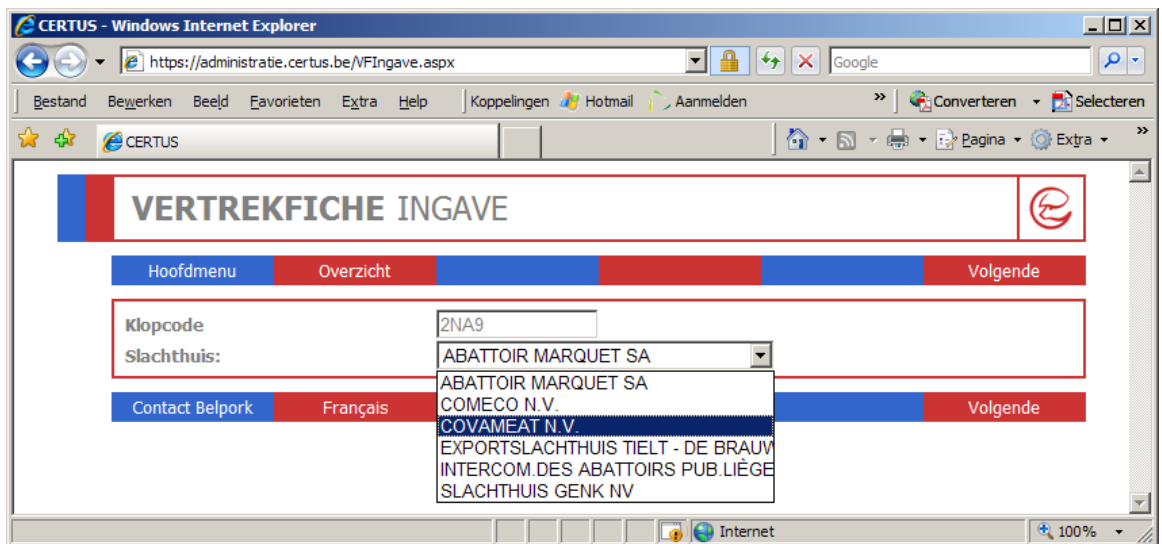 CERTUS - Windows Internet Explorer
https://administratie.certus.be/VFIngave.aspx
Google
Bestand Bewerken Beeld Favorieten Extra Help Koppelingen Hotmail Aanmelden » Converteren Selecteren
CERTUS Pagina Extra »
VERTREKFICHE INGAVE
Hoofdmenu Overzicht Volgende
Klopcode 2NA9
Slachthuis: ABATTOIR MARQUET SA
ABATTOIR MARQUET SA
COMECO N.V.
COVAMEAT N.V.
EXPORTSLACHTHUIS TIELT - DE BRAUW
INTERCOM.DES ABATTOIRS PUB.LIÈGE
SLACHTHUIS GENK NV
Contact Belpork Français Volgende
Internet 100%